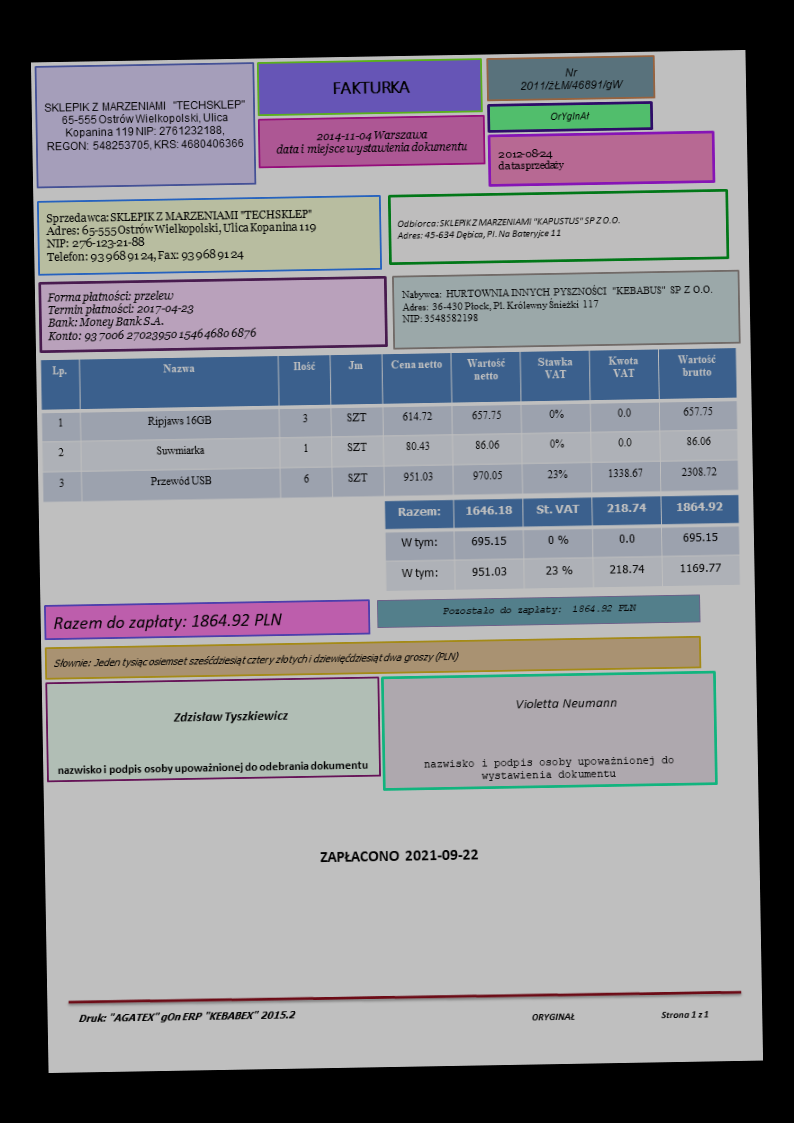 SKLEPIK Z MARZENIAMI "TECHSKLEP"
65-555 Ostrów Wielkopolski, Ulica
Kopanina 119 NIP: 2761232188,
REGON: 548253705, KRS: 4680406366
FAKTURKA
2014-11-04 Warszawa
data i miejsce wystawienia dokumentu
Nr
2011/zŁM/46891/gW
OrYgInAł
2012-08-24
data sprzedaży
Sprzedawca: SKLEPIK Z MARZENIAMI "TECHSKLEP"
Adres: 65-555 Ostrów Wielkopolski, Ulica Kopanina 119
NIP: 276-123-21-88
Telefon: 93 968 91 24, Fax: 93 968 91 24
Odbiorca: SKLEPIK Z MARZENIAMI "KAPUSTUS" SP Z O.O.
Adres: 45-634 Dębica, Pl. Na Bateryjce 11
Forma płatności: przelew
Termin płatności: 2017-04-23
Bank: Money Bank S.A.
Konto: 93 7006 2702 3950 1546 4680 6876
Nabywca: HURTOWNIA INNYCH PYSZNOŚCI "KEBABUS" SP Z O.O.
Adres: 36-430 Płock, Pl. Królewny Śnieżki 117
NIP: 3548582198
Lp. Nazwa Ilość Jm Cena netto Wartość netto Stawka VAT Kwota VAT Wartość brutto
1 Ripjaws 16GB 3 SZT 614.72 657.75 0% 0.0 657.75
2 Suwmiarka 1 SZT 80.43 86.06 0% 0.0 86.06
3 Przewód USB 6 SZT 951.03 970.05 23% 1338.67 2308.72
Razem: 1646.18 St. VAT 218.74 1864.92
W tym: 695.15 0 % 0.0 695.15
W tym: 951.03 23 % 218.74 1169.77
Razem do zapłaty: 1864.92 PLN
Pozostało do zapłaty: 1864.92 PLN
Słownie: Jeden tysiąc osiemset sześćdziesiąt cztery złotych i dziewięćdziesiąt dwa groszy (PLN)
Zdzisław Tyszkiewicz
nazwisko i podpis osoby upoważnionej do odebrania dokumentu
Violetta Neumann
nazwisko i podpis osoby upoważnionej do
wystawienia dokumentu
ZAPŁACONO 2021-09-22
Druk: "AGATEX" gOn ERP "KEBABEX" 2015.2
ORYGINAŁ
Strona 1 z 1